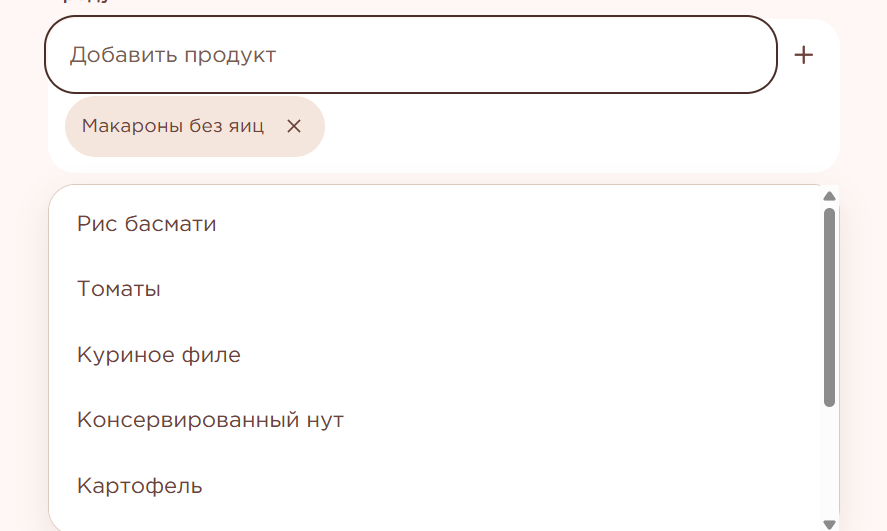 Добавить продукт
Макароны без яиц
Рис басмати
Томаты
Куриное филе
Консервированный нут
Картофель